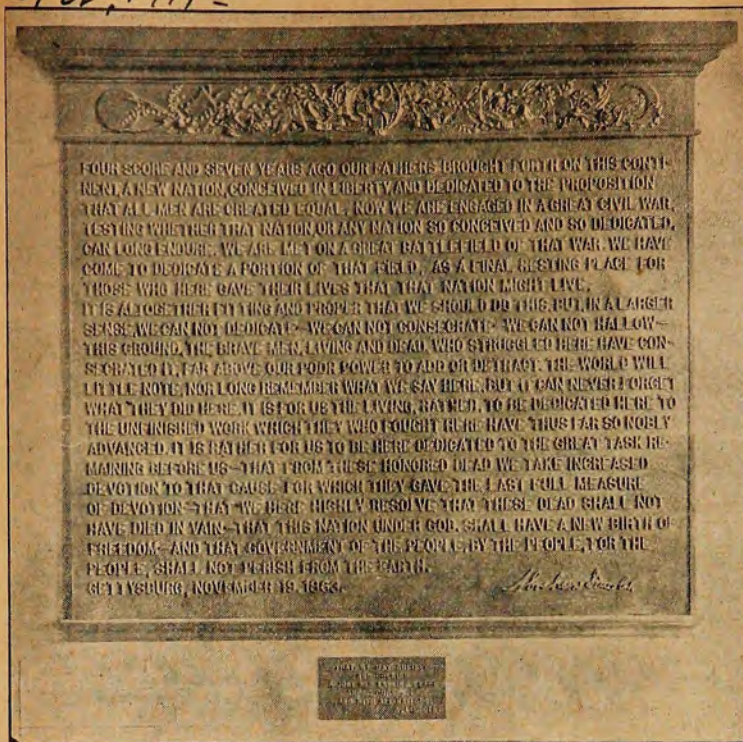 FOUR SCORE AND SEVEN YEARS AGO OUR FATHERS BROUGHT FORTH ON THIS CONTI-
NENT, A NEW NATION, CONCEIVED IN LIBERTY, AND DEDICATED TO THE PROPOSITION
THAT ALL MEN ARE CREATED EQUAL. NOW WE ARE ENGAGED IN A GREAT CIVIL WAR,
TESTING WHETHER THAT NATION, OR ANY NATION SO CONCEIVED AND SO DEDICATED,
CAN LONG ENDURE. WE ARE MET ON A GREAT BATTLEFIELD OF THAT WAR. WE HAVE
COME TO DEDICATE A PORTION OF THAT FIELD, AS A FINAL RESTING PLACE FOR
THOSE WHO HERE GAVE THEIR LIVES THAT THAT NATION MIGHT LIVE.
IT IS ALTOGETHER FITTING AND PROPER THAT WE SHOULD DO THIS. BUT, IN A LARGER
SENSE, WE CAN NOT DEDICATE—WE CAN NOT CONSECRATE—WE CAN NOT HALLOW—
THIS GROUND. THE BRAVE MEN, LIVING AND DEAD, WHO STRUGGLED HERE HAVE CON-
SECRATED IT, FAR ABOVE OUR POOR POWER TO ADD OR DETRACT. THE WORLD WILL
LITTLE NOTE, NOR LONG REMEMBER WHAT WE SAY HERE, BUT IT CAN NEVER FORGET
WHAT THEY DID HERE. IT IS FOR US THE LIVING, RATHER, TO BE DEDICATED HERE TO
THE UNFINISHED WORK WHICH THEY WHO FOUGHT HERE HAVE THUS FAR SO NOBLY
ADVANCED. IT IS RATHER FOR US TO BE HERE DEDICATED TO THE GREAT TASK RE-
MAINING BEFORE US—THAT FROM THESE HONORED DEAD WE TAKE INCREASED
DEVOTION TO THAT CAUSE FOR WHICH THEY GAVE THE LAST FULL MEASURE
OF DEVOTION—THAT WE HERE HIGHLY RESOLVE THAT THESE DEAD SHALL NOT
HAVE DIED IN VAIN—THAT THIS NATION UNDER GOD, SHALL HAVE A NEW BIRTH OF
FREEDOM—AND THAT GOVERNMENT OF THE PEOPLE, BY THE PEOPLE, FOR THE
PEOPLE, SHALL NOT PERISH FROM THE EARTH.
GETTYSBURG, NOVEMBER 19, 1863. Abraham Lincoln